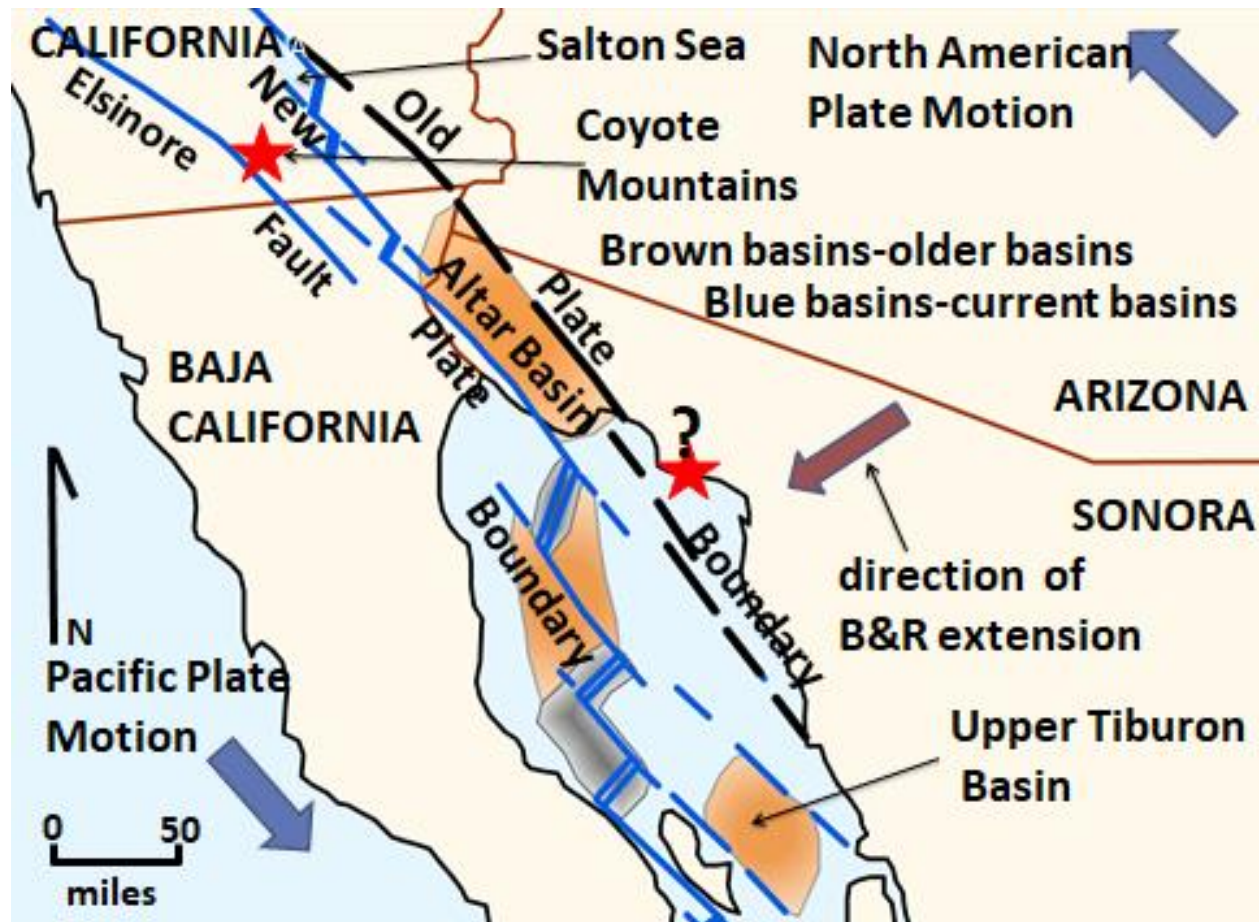 CALIFORNIA
Salton Sea
North American
Plate Motion
Elsinore
Fault
New
Plate
Boundary
Old
Plate
Boundary
Coyote
Mountains
Brown basins-older basins
Blue basins-current basins
Altar Basin
BAJA
CALIFORNIA
ARIZONA
?
SONORA
direction of
B&R extension
N
Pacific Plate
Motion
Upper Tiburon
Basin
0 50
miles